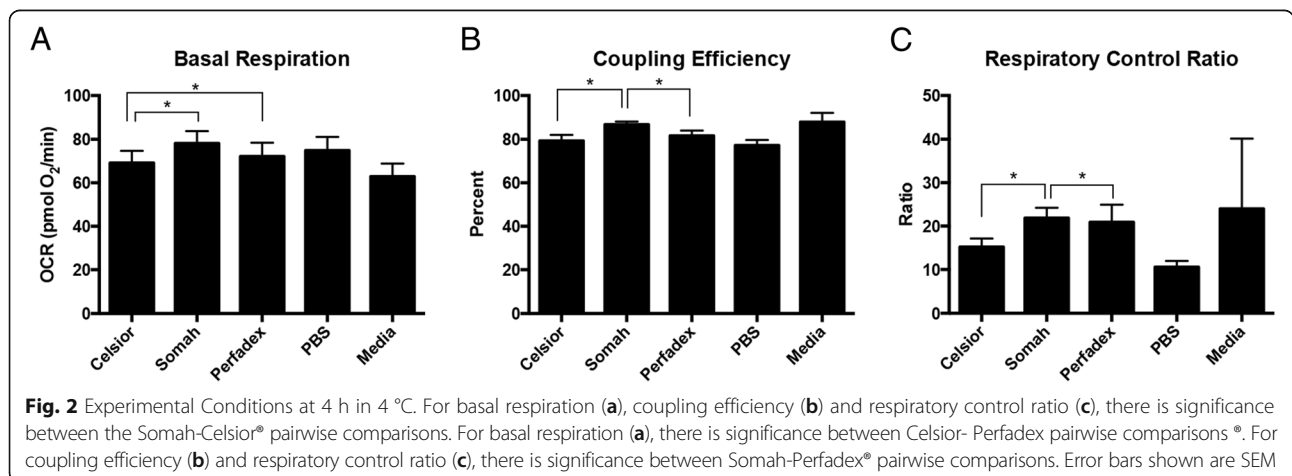 A
Basal Respiration
OCR (pmol O2/min)
100
80
60
40
20
0
*
*
Celsior
Somah
Perfadex
PBS
Media
B
Coupling Efficiency
Percent
100
80
60
40
20
0
*
*
Celsior
Somah
Perfadex
PBS
Media
C
Respiratory Control Ratio
Ratio
50
40
30
20
10
0
*
*
Celsior
Somah
Perfadex
PBS
Media
Fig. 2 Experimental Conditions at 4 h in 4 °C. For basal respiration (a), coupling efficiency (b) and respiratory control ratio (c), there is significance
between the Somah-Celsior® pairwise comparisons. For basal respiration (a), there is significance between Celsior- Perfadex pairwise comparisons ®. For
coupling efficiency (b) and respiratory control ratio (c), there is significance between Somah-Perfadex® pairwise comparisons. Error bars shown are SEM